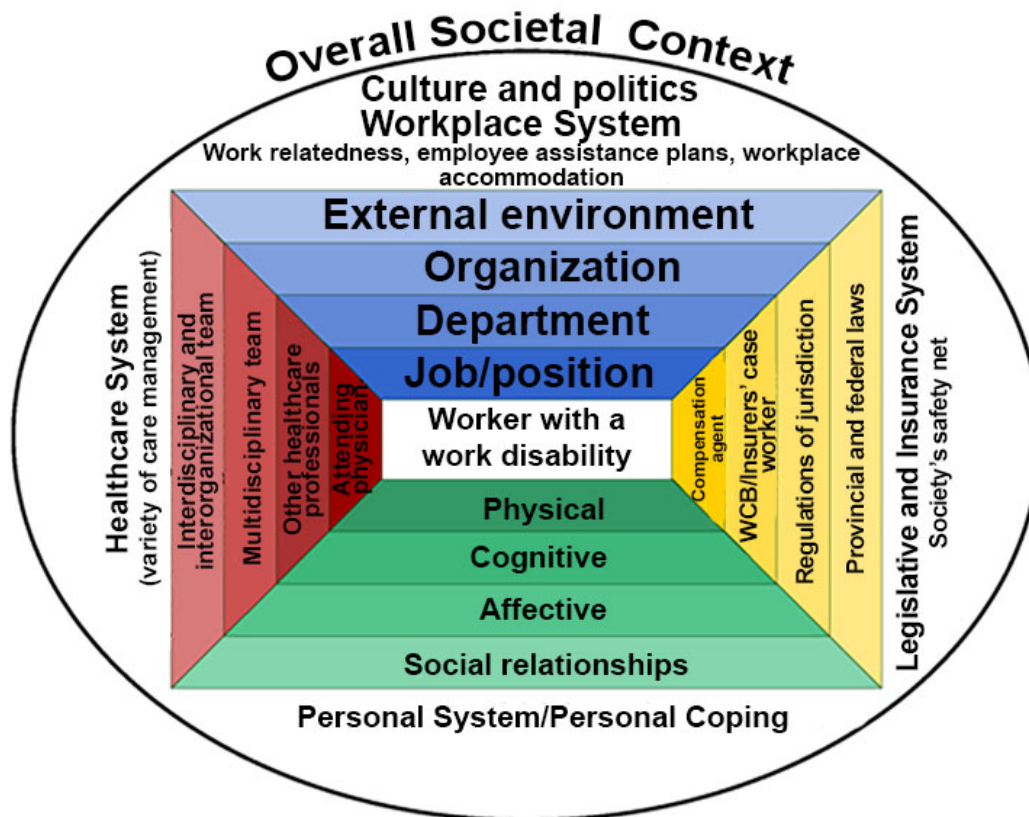 Overall Societal Context
Culture and politics
Workplace System
Work relatedness, employee assistance plans, workplace
accommodation
External environment
Organization
Department
Job/position
Worker with a
work disability
Healthcare System
(variety of care management)
Interdisciplinary and
interorganizational team
Multidisciplinary team
Other healthcare
professionals
Attending
physician
Compensation
agent
WCB/Insurers' case
worker
Regulations of jurisdiction
Provincial and federal laws
Legislative and Insurance System
Society's safety net
Physical
Cognitive
Affective
Social relationships
Personal System/Personal Coping